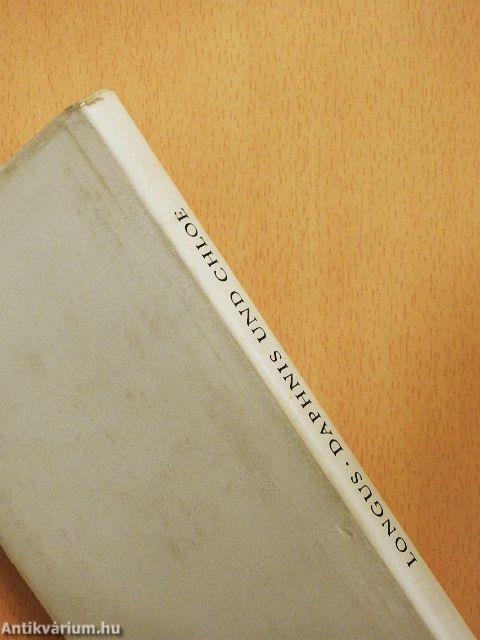 LONGUS · DAPHNIS UND CHLOE
Antikvárium.hu